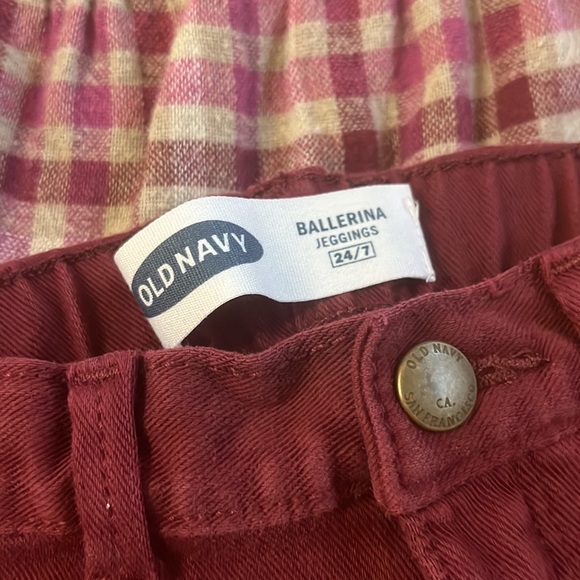 OLD NAVY
BALLERINA
JEGGINGS
24/7
OLD NAVY
CA.
SAN FRANCISCO